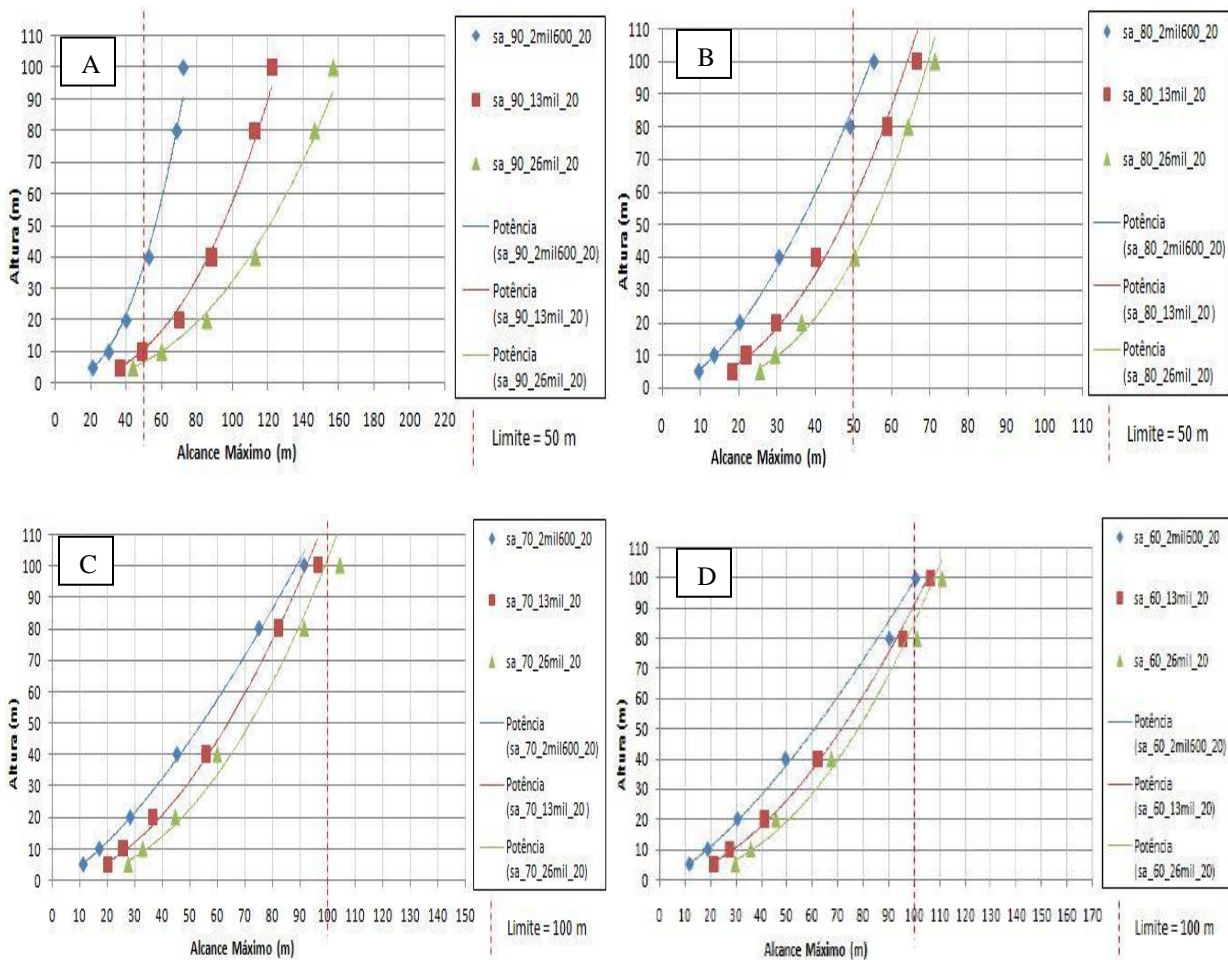 A
Altura (m)
110
100
90
80
70
60
50
40
30
20
10
0
0 20 40 60 80 100 120 140 160 180 200 220
Alcance Máximo (m)
sa_90_2mil600_20
sa_90_13mil_20
sa_90_26mil_20
Potência
(sa_90_2mil600_20)
Potência
(sa_90_13mil_20)
Potência
(sa_90_26mil_20)
Limite = 50 m
B
Altura (m)
110
100
90
80
70
60
50
40
30
20
10
0
0 10 20 30 40 50 60 70 80 90 100 110
Alcance Máximo (m)
sa_80_2mil600_20
sa_80_13mil_20
sa_80_26mil_20
Potência
(sa_80_2mil600_20)
Potência
(sa_80_13mil_20)
Potência
(sa_80_26mil_20)
Limite = 50 m
C
Altura (m)
110
100
90
80
70
60
50
40
30
20
10
0
0 10 20 30 40 50 60 70 80 90 100 110 120 130 140 150
Alcance Máximo (m)
sa_70_2mil600_20
sa_70_13mil_20
sa_70_26mil_20
Potência
(sa_70_2mil600_20)
Potência
(sa_70_13mil_20)
Potência
(sa_70_26mil_20)
Limite = 100 m
D
Altura (m)
110
100
90
80
70
60
50
40
30
20
10
0
0 10 20 30 40 50 60 70 80 90 100 110 120 130 140 150 160 170
Alcance Máximo (m)
sa_60_2mil600_20
sa_60_13mil_20
sa_60_26mil_20
Potência
(sa_60_2mil600_20)
Potência
(sa_60_13mil_20)
Potência
(sa_60_26mil_20)
Limite = 100 m